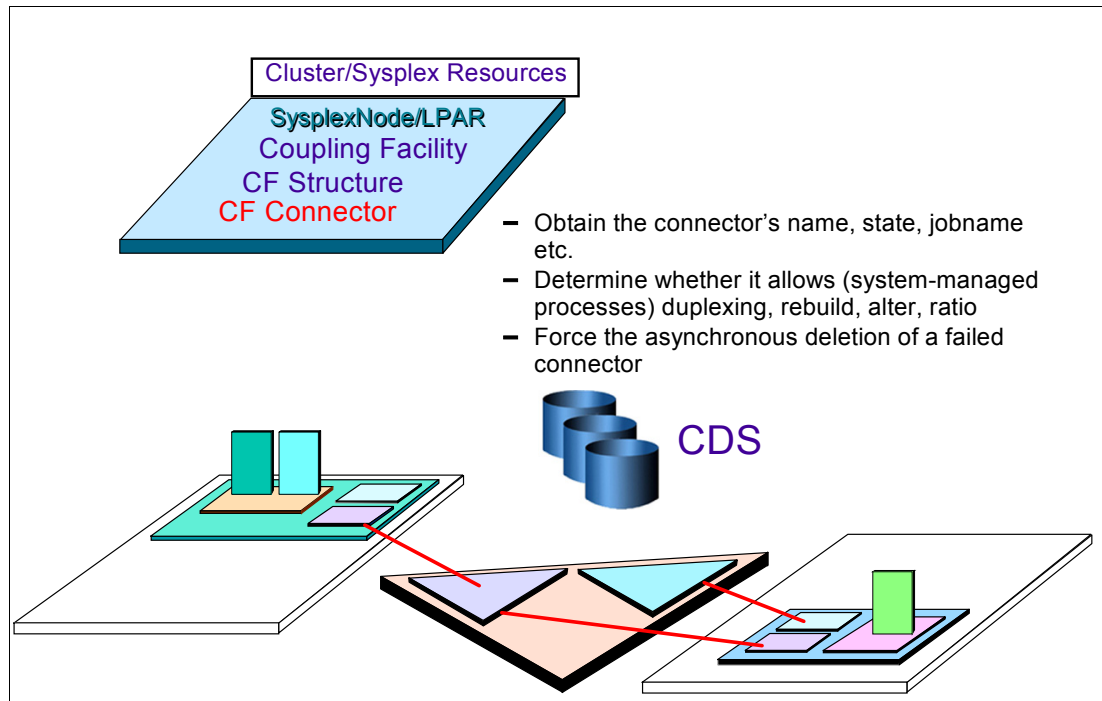 Cluster/Sysplex Resources
SysplexNode/LPAR
Coupling Facility
CF Structure
CF Connector
– Obtain the connector’s name, state, jobname
etc.
– Determine whether it allows (system-managed
processes) duplexing, rebuild, alter, ratio
– Force the asynchronous deletion of a failed
connector
CDS